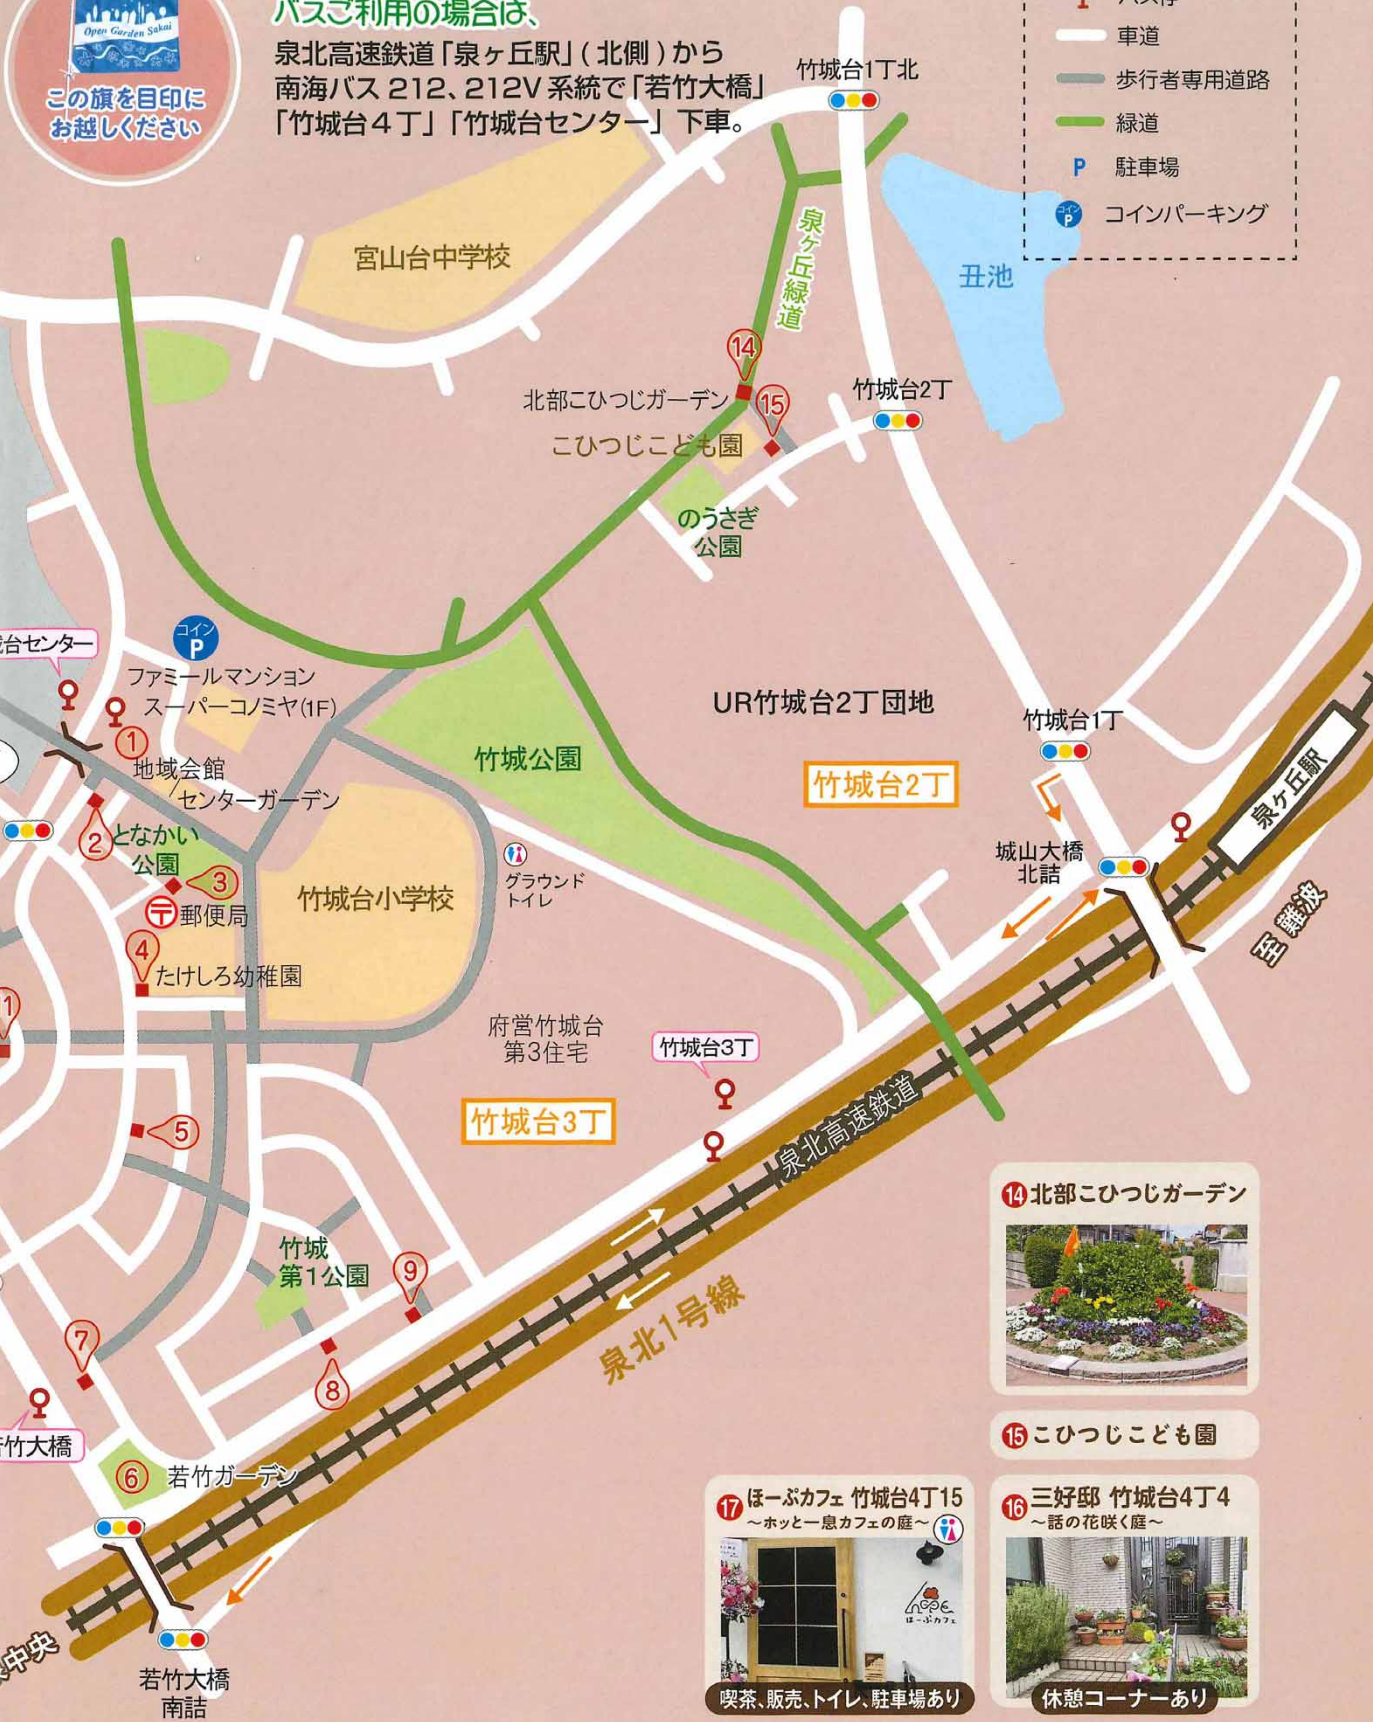 Open Garden Sakai
この旗を目印に
お越しください
バスご利用の場合は、
泉北高速鉄道「泉ヶ丘駅」(北側)から
南海バス 212、212V 系統で「若竹大橋」
「竹城台4丁」「竹城台センター」下車。
バス停
車道
歩行者専用道路
緑道
P 駐車場
コイン P コインパーキング
竹城台1丁北
宮山台中学校
泉ヶ丘緑道
丑池
14
北部こひつじガーデン
15
こひつじこども園
竹城台2丁
のうさぎ
公園
台センター
コイン
P
ファミールマンション
スーパーコノミヤ(1F)
1
地域会館
センターガーデン
2
となかい
公園
3
〒郵便局
4
たけしろ幼稚園
竹城公園
竹城台小学校
グラウンド
トイレ
UR竹城台2丁団地
竹城台2丁
竹城台1丁
城山大橋
北詰
泉ヶ丘駅
至 難波
1
府営竹城台
第3住宅
竹城台3丁
竹城台3丁
5
泉北高速鉄道
泉北1号線
竹城
第1公園
9
8
7
竹大橋
6
若竹ガーデン
中央
若竹大橋
南詰
14 北部こひつじガーデン
15 こひつじこども園
17 ほーぷカフェ 竹城台4丁15
～ホッと一息カフェの庭～
HOPE
ほーぷカフェ
喫茶、販売、トイレ、駐車場あり
16 三好邸 竹城台4丁4
～話の花咲く庭～
休憩コーナーあり